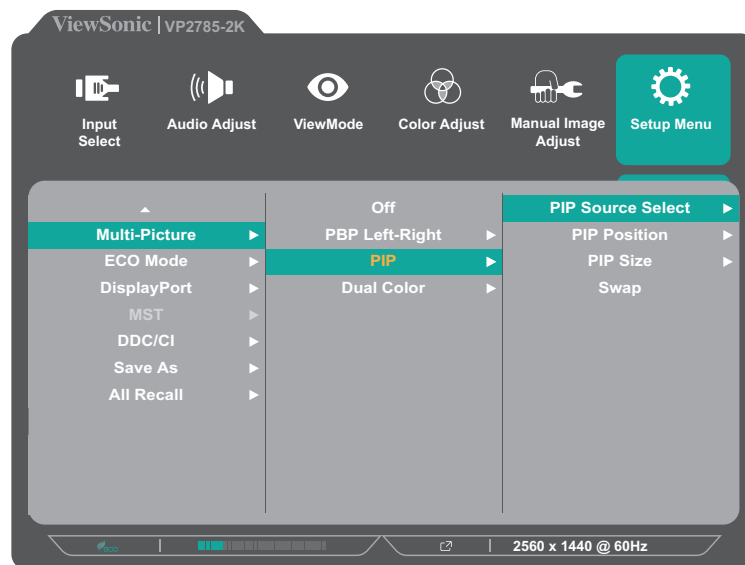 ViewSonic | VP2785-2K
Input
Select
Audio Adjust
ViewMode
Color Adjust
Manual Image
Adjust
Setup Menu
Multi-Picture
ECO Mode
DisplayPort
MST
DDC/CI
Save As
All Recall
Off
PBP Left-Right
PIP
Dual Color
PIP Source Select
PIP Position
PIP Size
Swap
eco
2560 x 1440 @ 60Hz